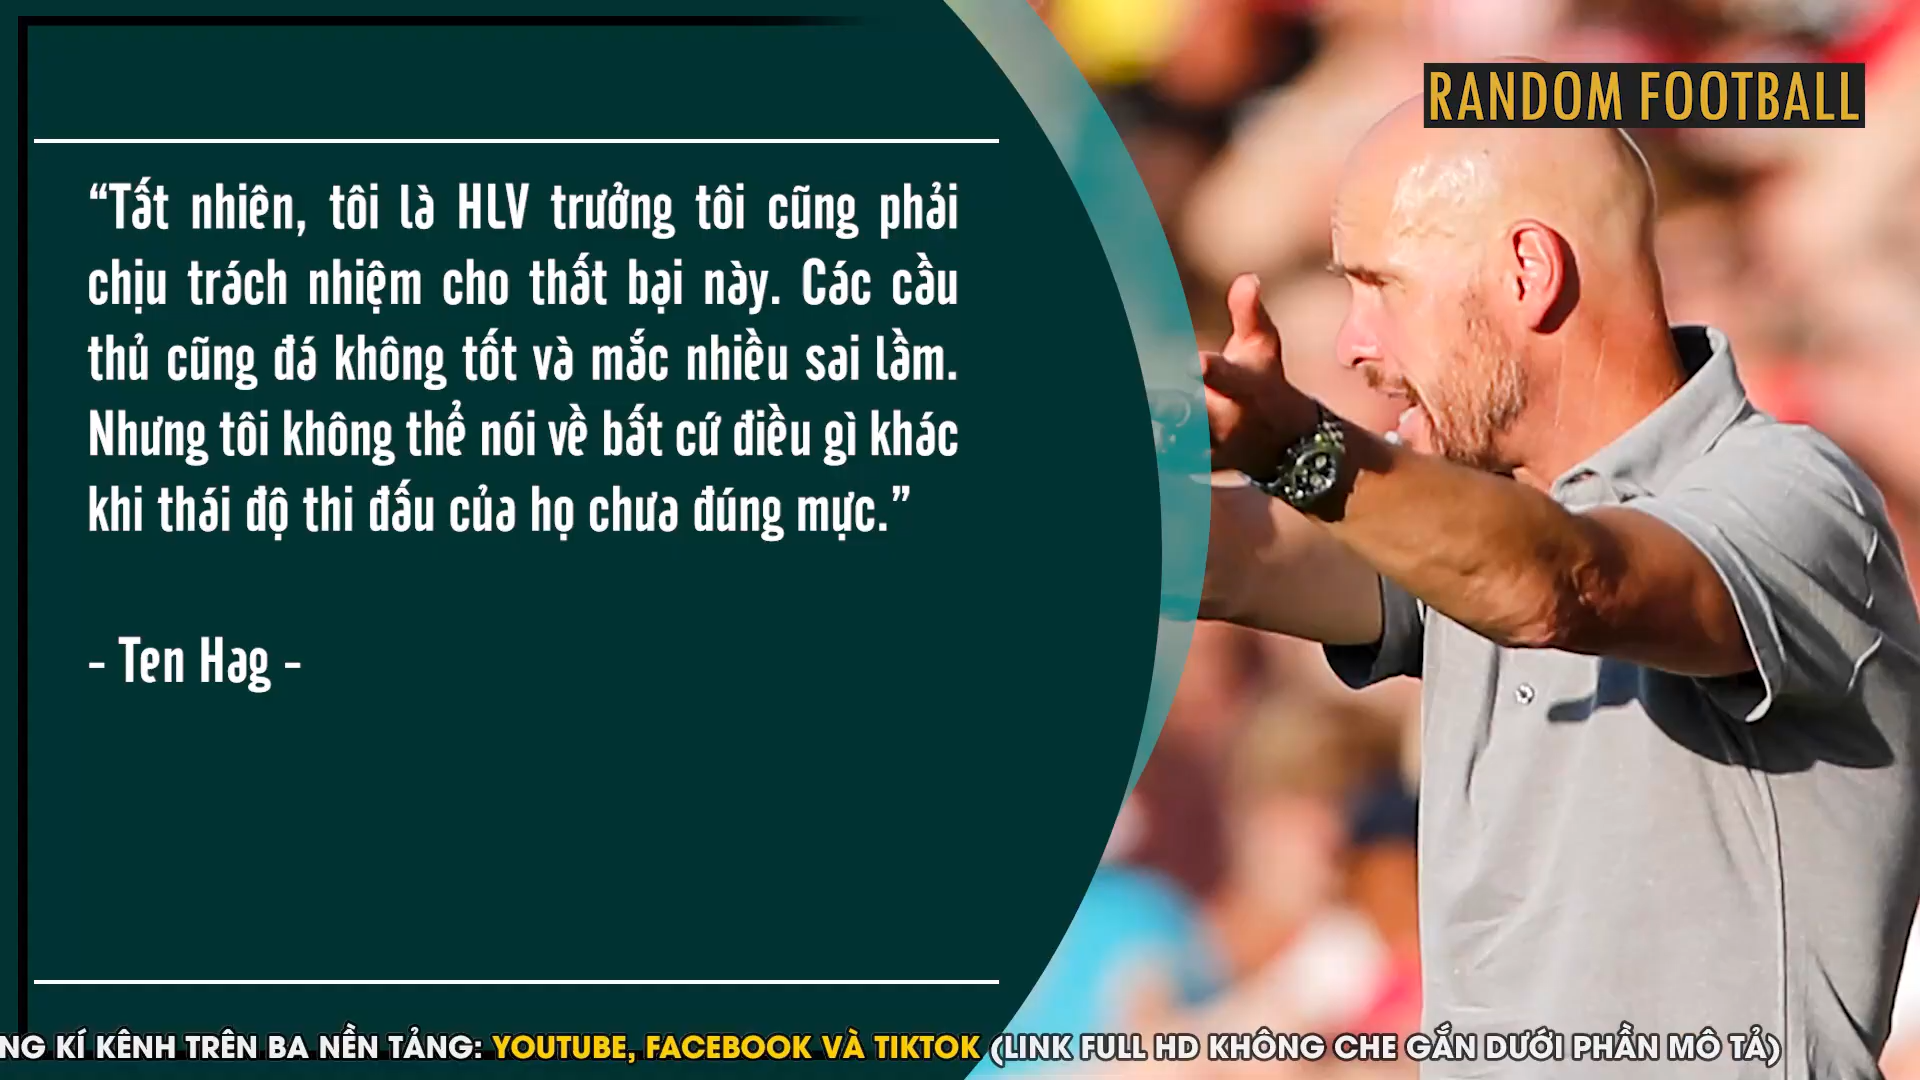 RANDOM FOOTBALL
“Tất nhiên, tôi là HLV trưởng tôi cũng phải
chịu trách nhiệm cho thất bại này. Các cầu
thủ cũng đá không tốt và mắc nhiều sai lầm.
Nhưng tôi không thể nói về bất cứ điều gì khác
khi thái độ thi đấu của họ chưa đúng mực.”
- Ten Hag -
NG KÍ KÊNH TRÊN BA NỀN TẢNG: YOUTUBE, FACEBOOK VÀ TIKTOK (LINK FULL HD KHÔNG CHE GẮN DƯỚI PHẦN MÔ TẢ)